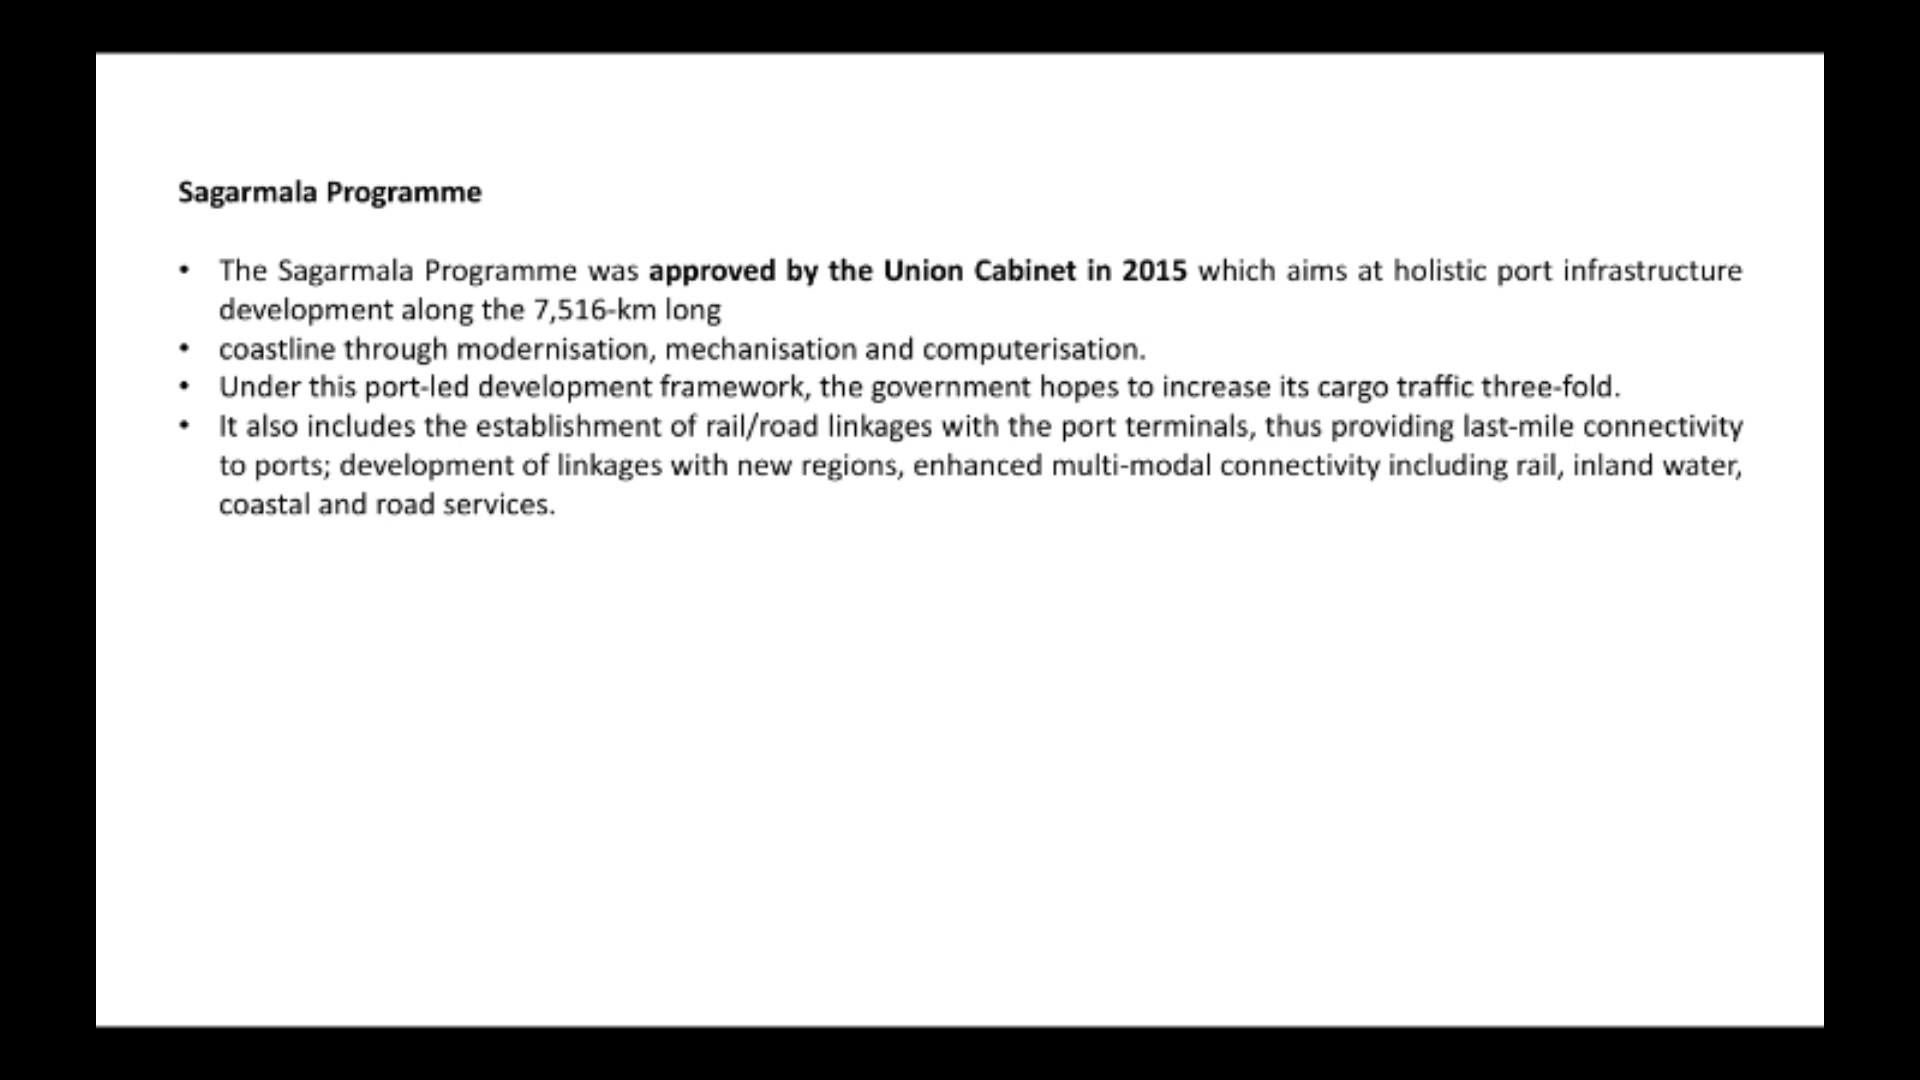 Sagarmala Programme
• The Sagarmala Programme was approved by the Union Cabinet in 2015 which aims at holistic port infrastructure
development along the 7,516-km long
• coastline through modernisation, mechanisation and computerisation.
• Under this port-led development framework, the government hopes to increase its cargo traffic three-fold.
• It also includes the establishment of rail/road linkages with the port terminals, thus providing last-mile connectivity
to ports; development of linkages with new regions, enhanced multi-modal connectivity including rail, inland water,
coastal and road services.